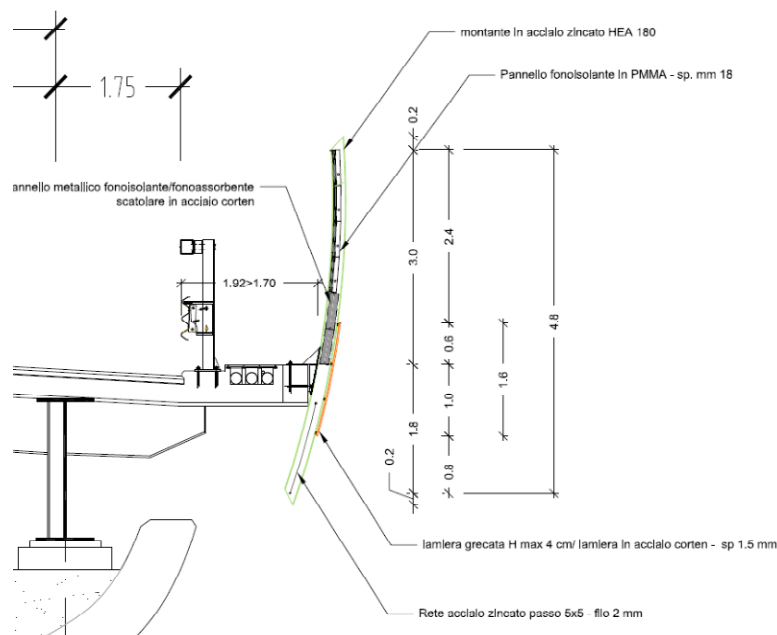 montante in acciaio zincato HEA 180
Pannello fonoisolante in PMMA - sp. mm 18
1.75
0.2
annello metallico fonoisolante/fonoassorbente
scatolare in acciaio corten
2.4
3.0
1.92>1.70
4.8
0.6
1.6
1.0
1.8
0.8
0.2
lamiera grecata H max 4 cm/ lamiera in acciaio corten - sp 1.5 mm
Rete acciaio zincato passo 5x5 - filo 2 mm